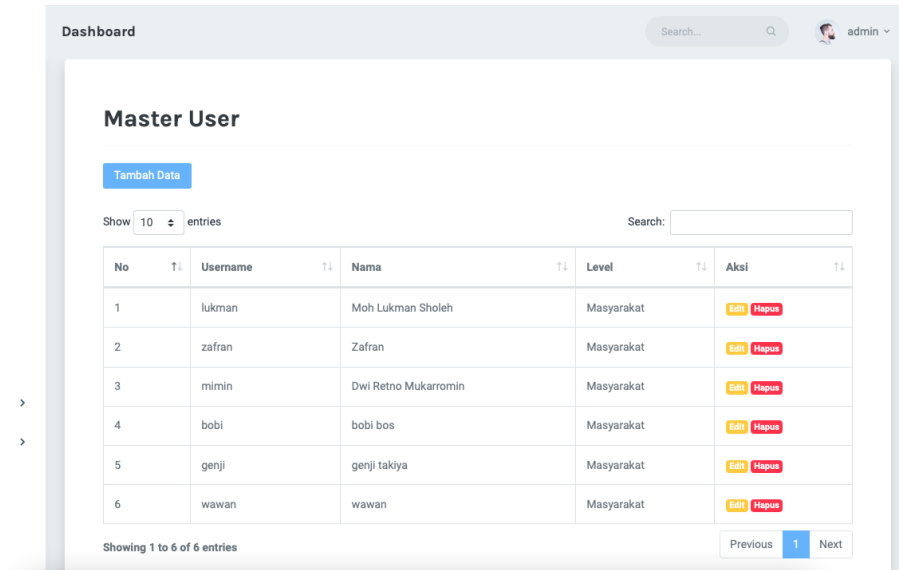 Dashboard Search... admin
Master User
Tambah Data
Show 10 entries Search:
No Username Nama Level Aksi
1 lukman Moh Lukman Sholeh Masyarakat Edit Hapus
2 zafran Zafran Masyarakat Edit Hapus
3 mimin Dwi Retno Mukarromin Masyarakat Edit Hapus
4 bobi bobi bos Masyarakat Edit Hapus
5 genji genji takiya Masyarakat Edit Hapus
6 wawan wawan Masyarakat Edit Hapus
Showing 1 to 6 of 6 entries Previous 1 Next